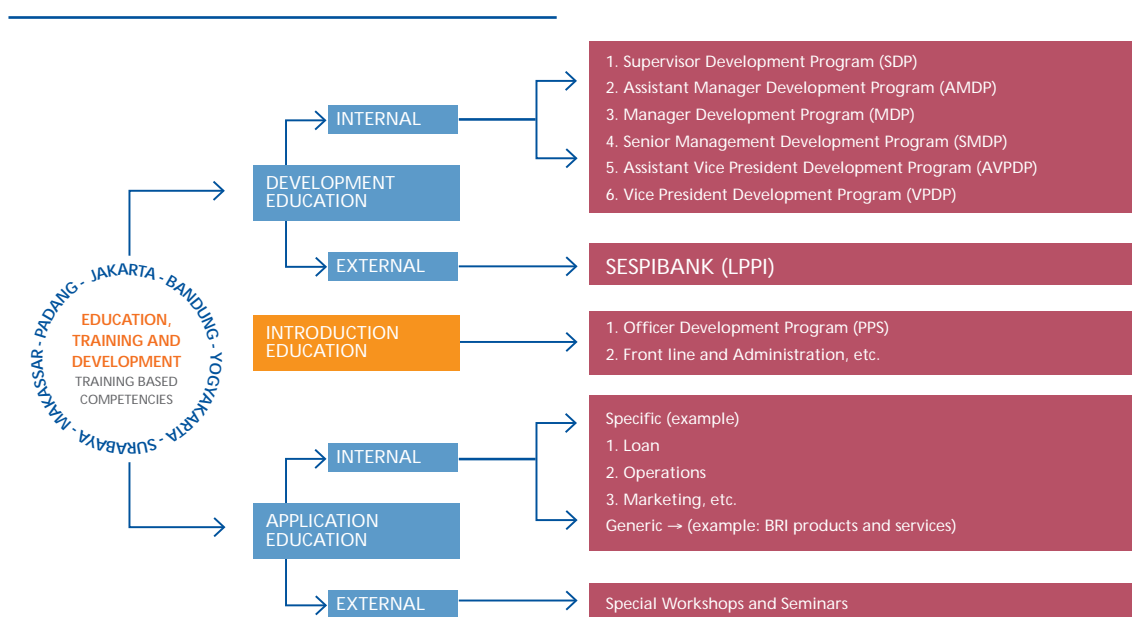 PADANG - JAKARTA - BANDUNG - YOGYAKARTA - SURABAYA - MAKASSAR -
EDUCATION,
TRAINING AND
DEVELOPMENT
TRAINING BASED
COMPETENCIES
DEVELOPMENT
EDUCATION
INTERNAL
1. Supervisor Development Program (SDP)
2. Assistant Manager Development Program (AMDP)
3. Manager Development Program (MDP)
4. Senior Management Development Program (SMDP)
5. Assistant Vice President Development Program (AVPDP)
6. Vice President Development Program (VPDP)
EXTERNAL
SESPIBANK (LPPI)
INTRODUCTION
EDUCATION
1. Officer Development Program (PPS)
2. Front line and Administration, etc.
APPLICATION
EDUCATION
INTERNAL
Specific (example)
1. Loan
2. Operations
3. Marketing, etc.
Generic → (example: BRI products and services)
EXTERNAL
Special Workshops and Seminars